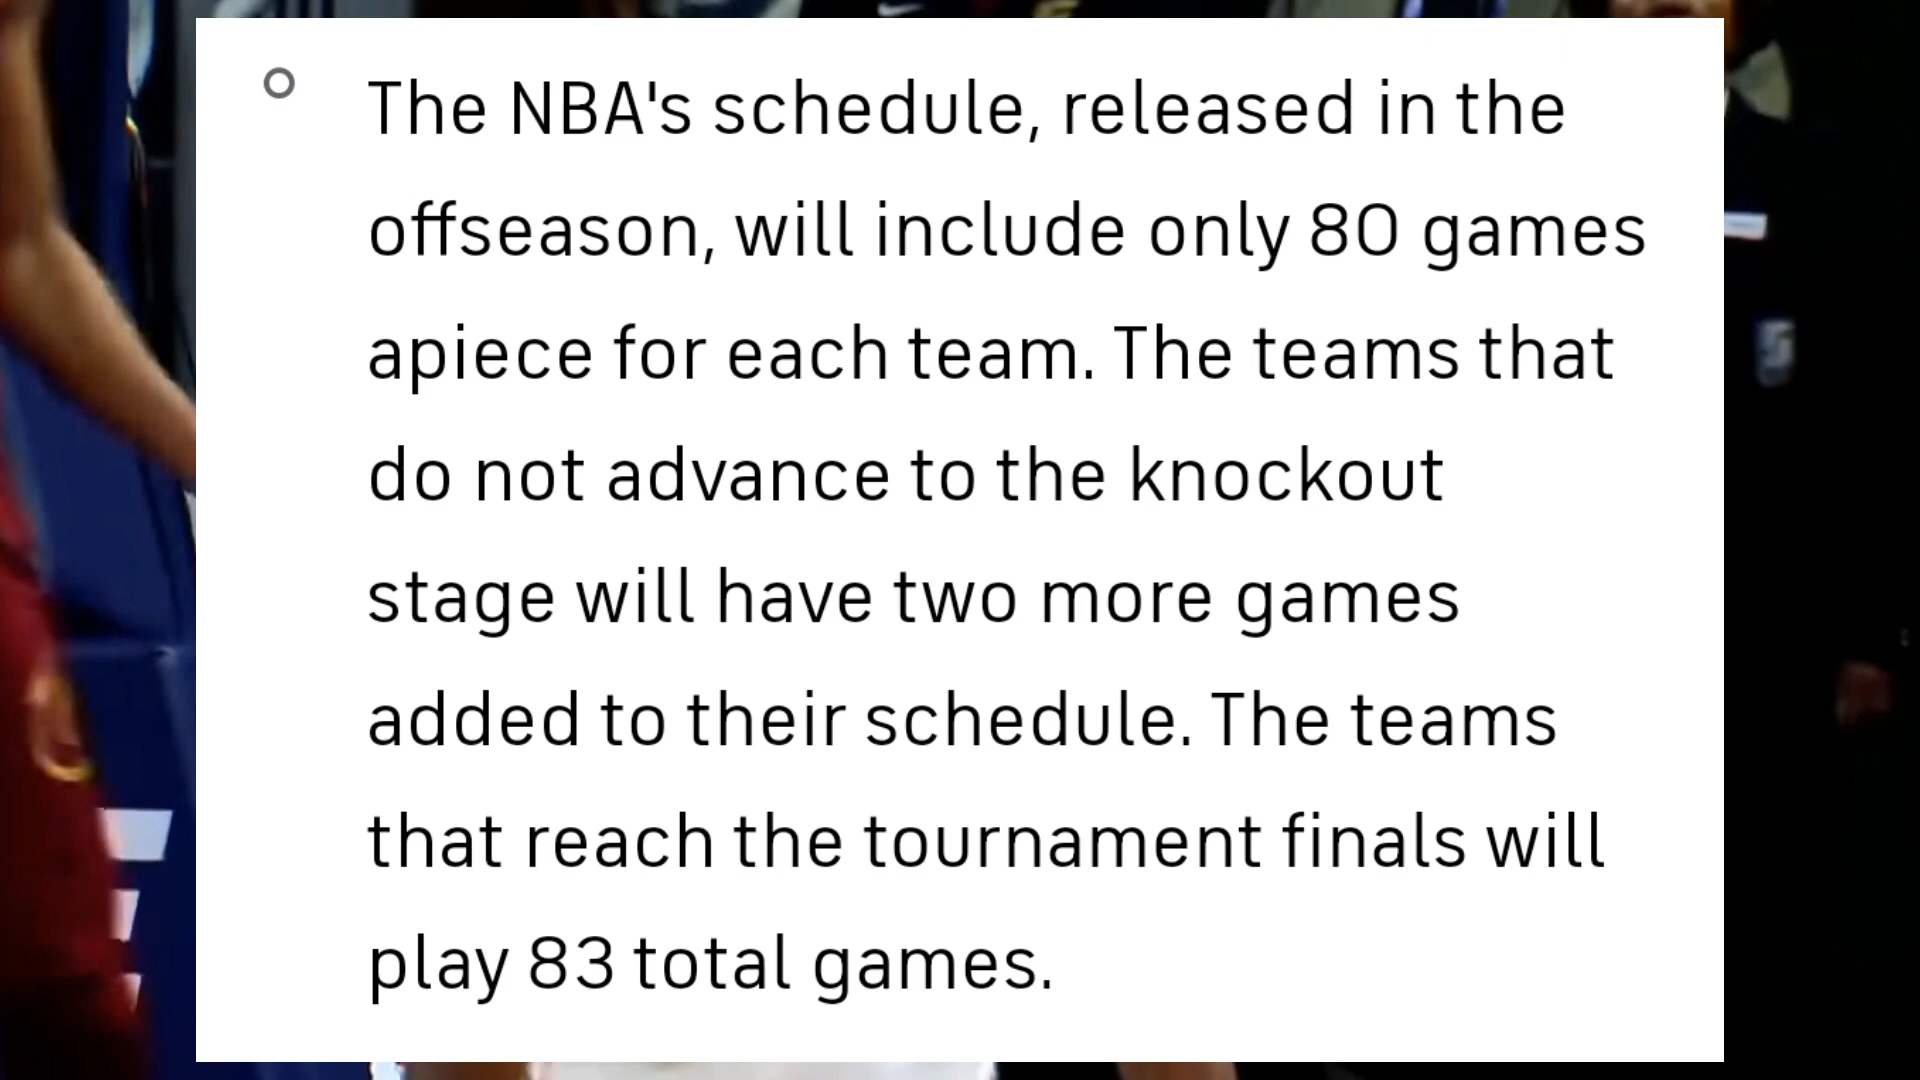 The NBA's schedule, released in the
offseason, will include only 80 games
apiece for each team. The teams that
do not advance to the knockout
stage will have two more games
added to their schedule. The teams
that reach the tournament finals will
play 83 total games.